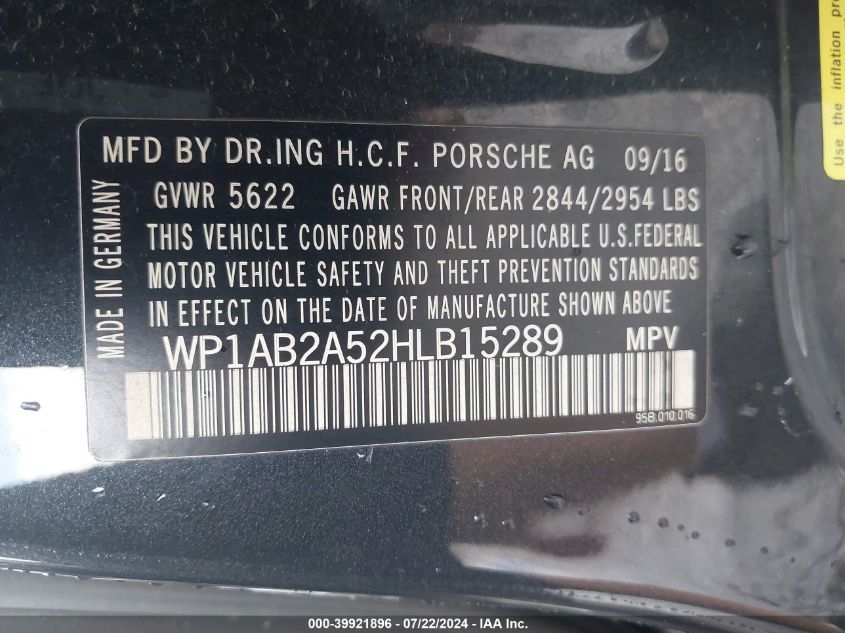 MFD BY DR.ING H.C.F. PORSCHE AG 09/16
GVWR 5622 GAWR FRONT/REAR 2844/2954 LBS
THIS VEHICLE CONFORMS TO ALL APPLICABLE U.S.FEDERAL
MOTOR VEHICLE SAFETY AND THEFT PREVENTION STANDARDS
IN EFFECT ON THE DATE OF MANUFACTURE SHOWN ABOVE
WP1AB2A52HLB15289 MPV
95B.010.016
MADE IN GERMANY
Use the inflation
000-39921896 - 07/22/2024 - IAA Inc.